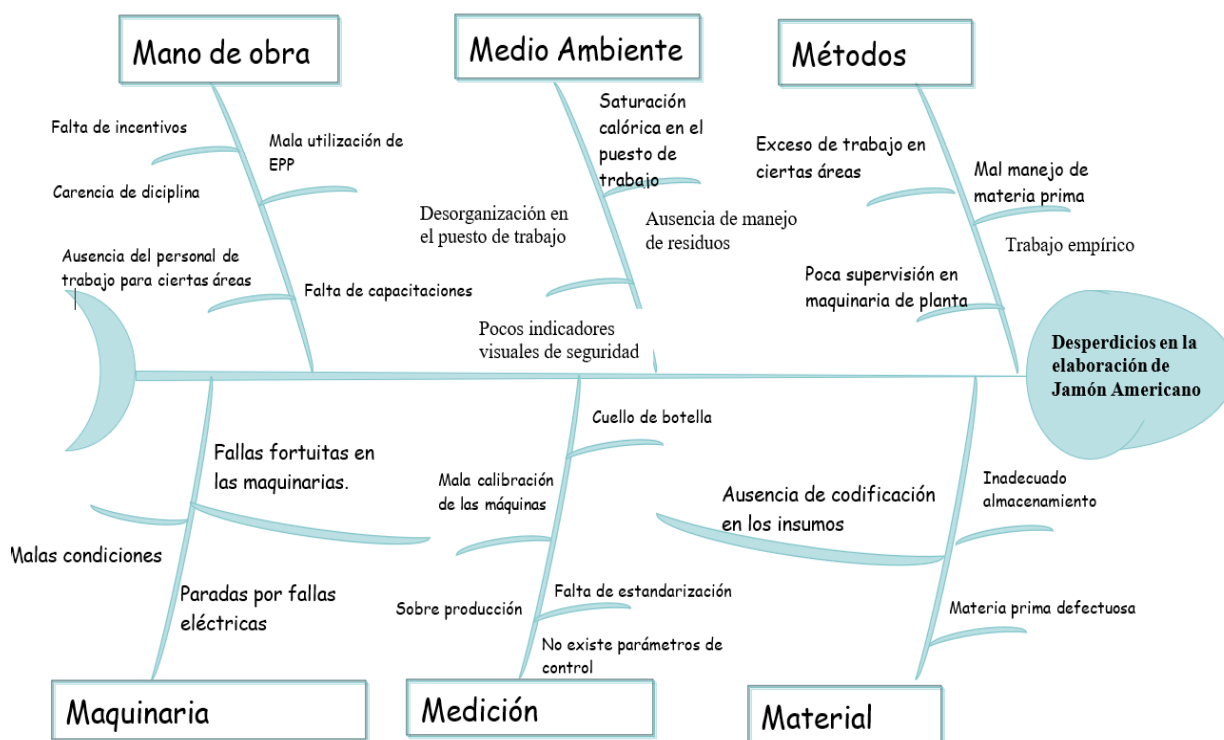 Mano de obra
Medio Ambiente
Métodos
Falta de incentivos
Mala utilización de
EPP
Carencia de diciplina
Ausencia del personal de
trabajo para ciertas áreas
Falta de capacitaciones
Saturación
calórica en el
puesto de
trabajo
Desorganización en
el puesto de trabajo
Ausencia de manejo
de residuos
Pocos indicadores
visuales de seguridad
Exceso de trabajo en
ciertas áreas
Mal manejo de
materia prima
Trabajo empírico
Poca supervisión en
maquinaria de planta
Desperdicios en la
elaboración de
Jamón Americano
Fallas fortuitas en
las maquinarias.
Malas condiciones
Paradas por fallas
eléctricas
Cuello de botella
Mala calibración
de las máquinas
Sobre producción
Falta de estandarización
No existe parámetros de
control
Ausencia de codificación
en los insumos
Inadecuado
almacenamiento
Materia prima defectuosa
Maquinaria
Medición
Material